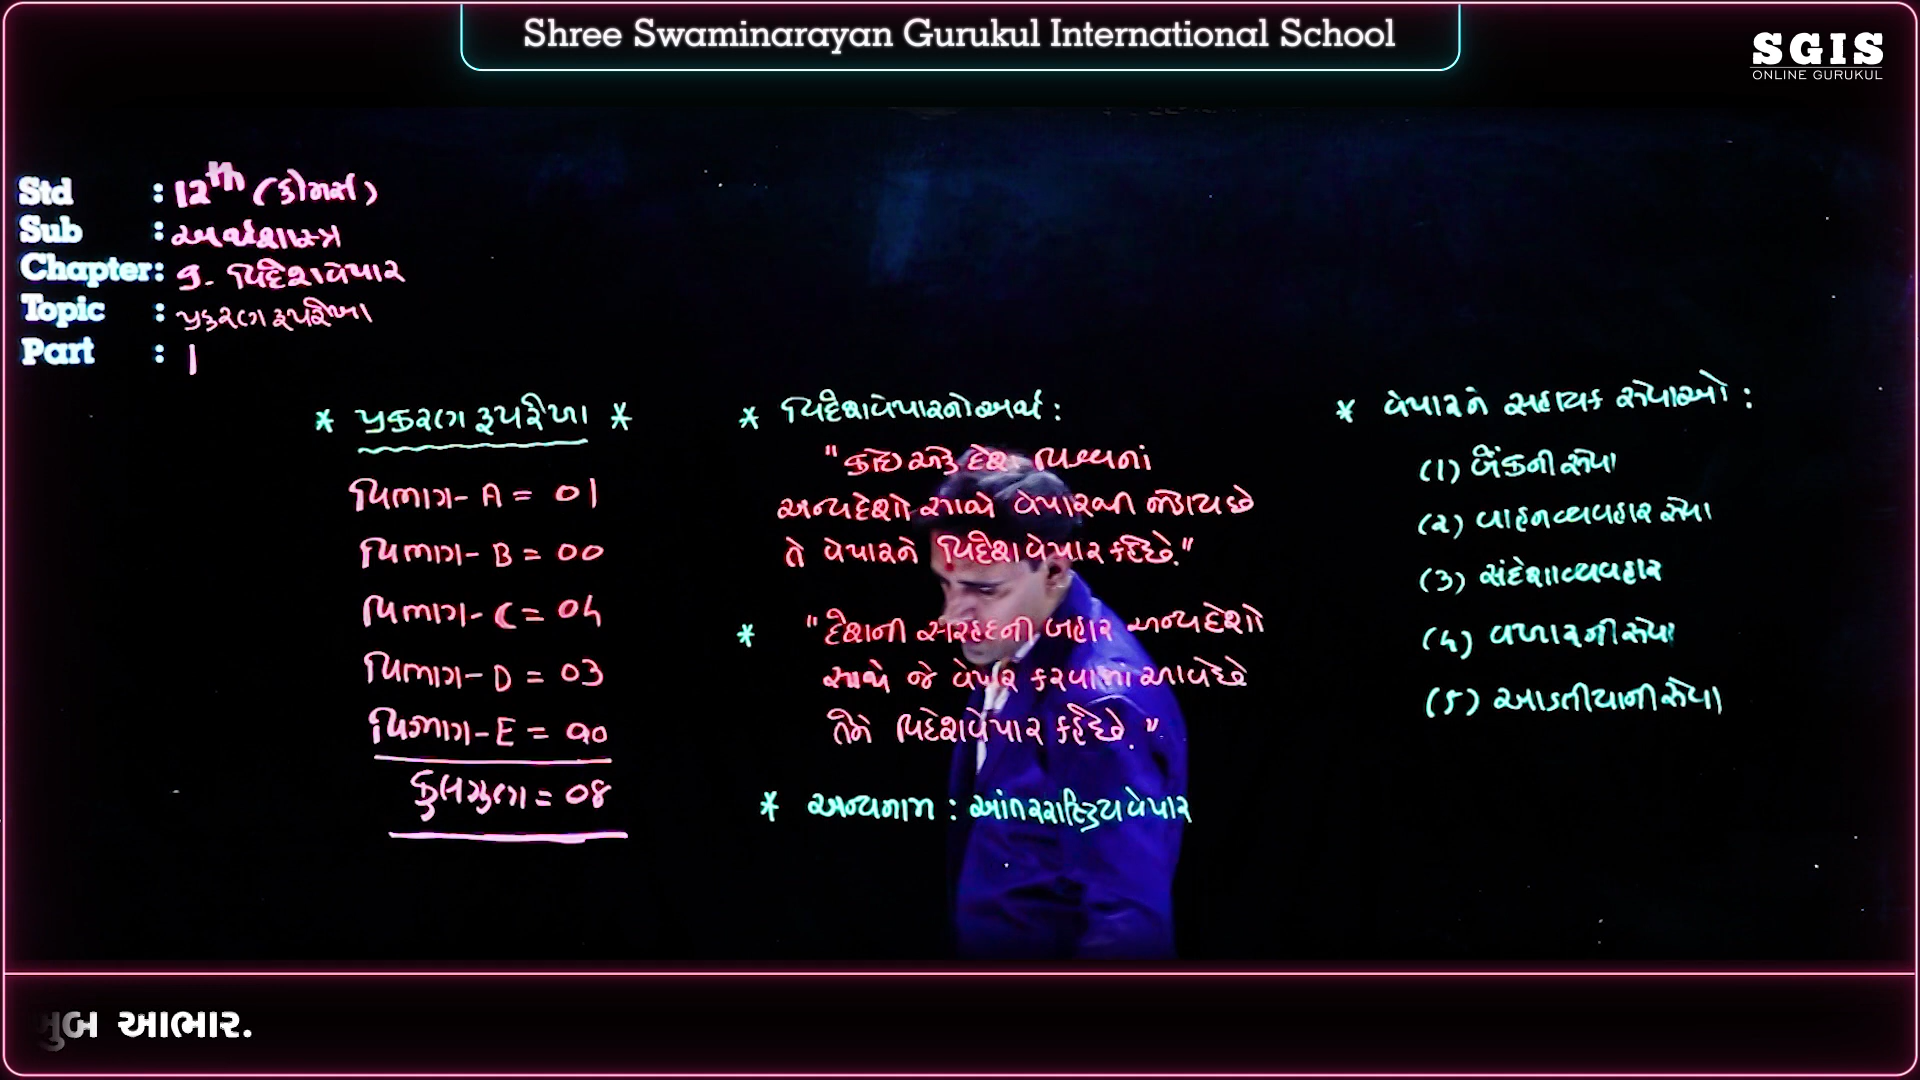 Shree Swaminarayan Gurukul International School
SGIS
ONLINE GURUKUL
Std : 12th (કોમર્સ)
Sub : અર્થશાસ્ત્ર
Chapter: 9. વિદેશવેપાર
Topic : પ્રકરણ રૂપરેખા
Part : 1
* પ્રકરણ રૂપરેખા *
વિભાગ - A = 01
વિભાગ - B = 00
વિભાગ - C = 04
વિભાગ - D = 03
વિભાગ - E = 00
કુલ ગુણ = 08
* વિદેશવેપારનો અર્થ :
"કોઇ એક દેશ વિશ્વનાં
અન્ય દેશો સાથે વેપારથી જોડાય છે
તે વેપારને વિદેશવેપાર કહે છે."
* "દેશની સરહદની બહાર અન્ય દેશો
સાથે જે વેપાર કરવામાં આવે છે
તેને વિદેશવેપાર કહે છે."
* અન્યનામ : આંતરરાષ્ટ્રિય વેપાર
* વેપારને સહાયક સેવાઓ :
(1) બેંકની સેવા
(2) વાહનવ્યવહાર સેવા
(3) સંદેશાવ્યવહાર
(4) વખારની સેવા
(5) આડતીયાની સેવા
ખુબ આભાર.